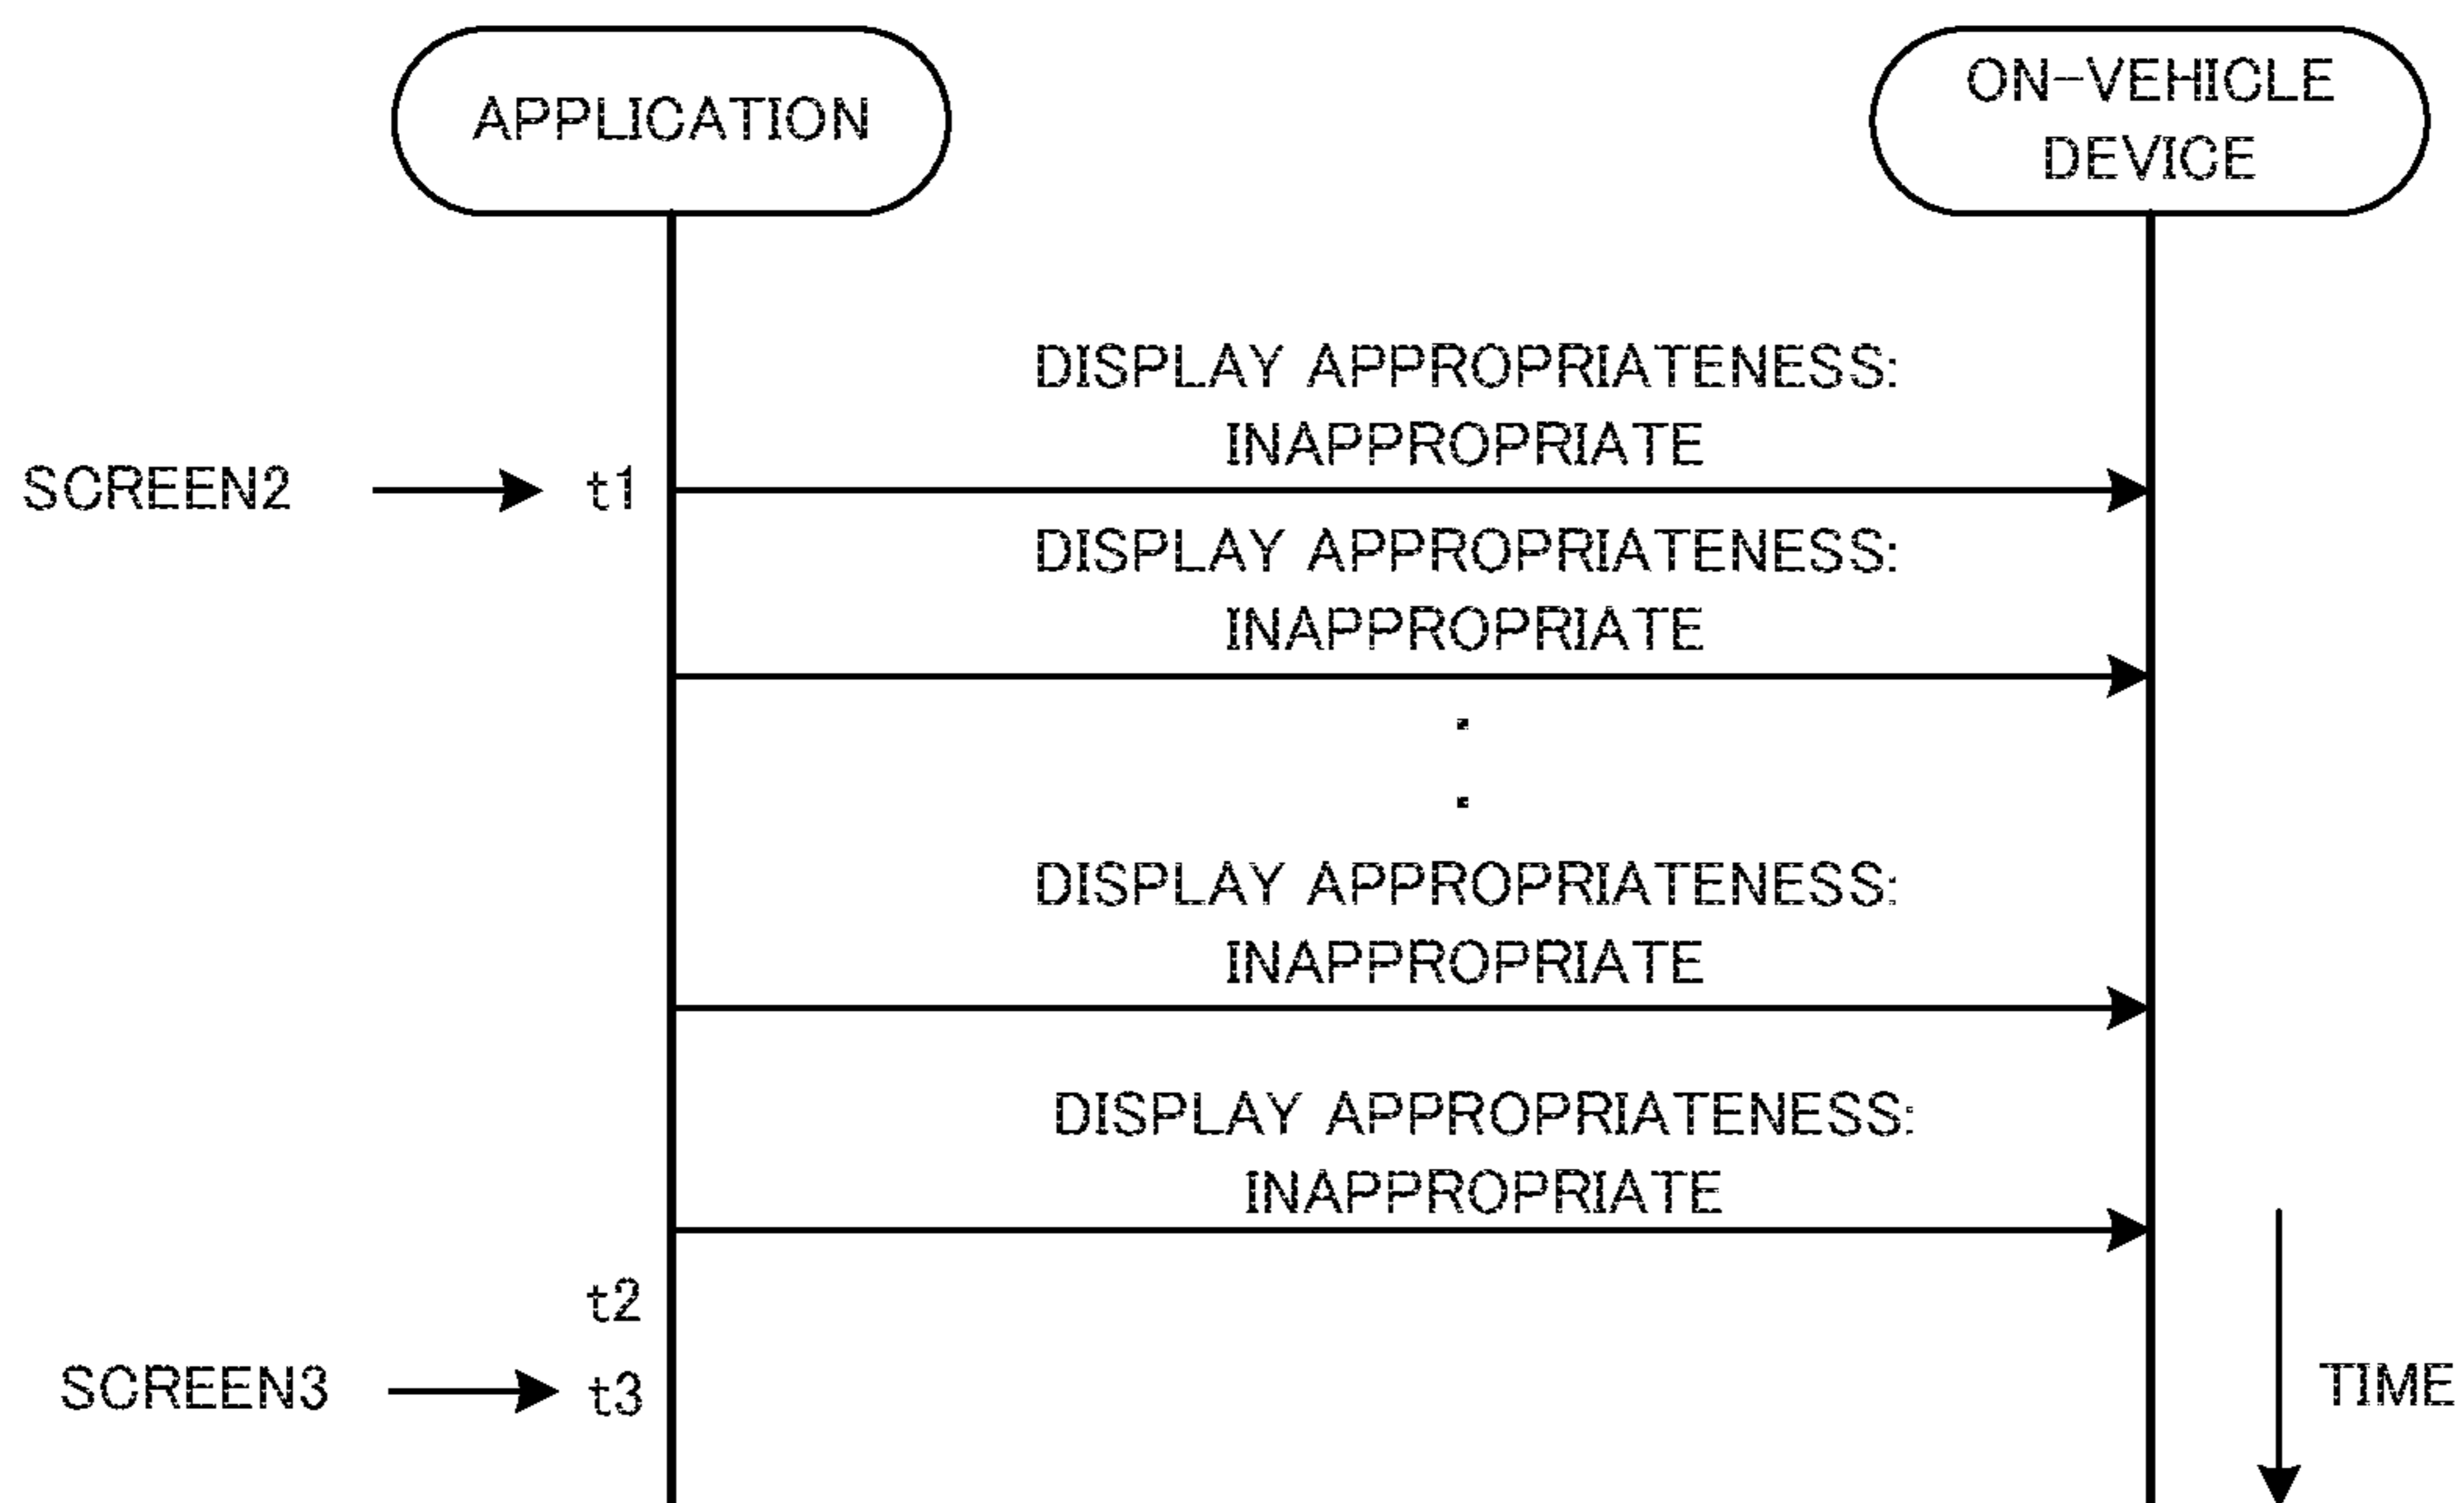 APPLICATION
ON-VEHICLE
DEVICE
DISPLAY APPROPRIATENESS:
INAPPROPRIATE
SCREEN2
t1
DISPLAY APPROPRIATENESS:
INAPPROPRIATE
DISPLAY APPROPRIATENESS:
INAPPROPRIATE
DISPLAY APPROPRIATENESS:
INAPPROPRIATE
t2
SCREEN3
t3
TIME